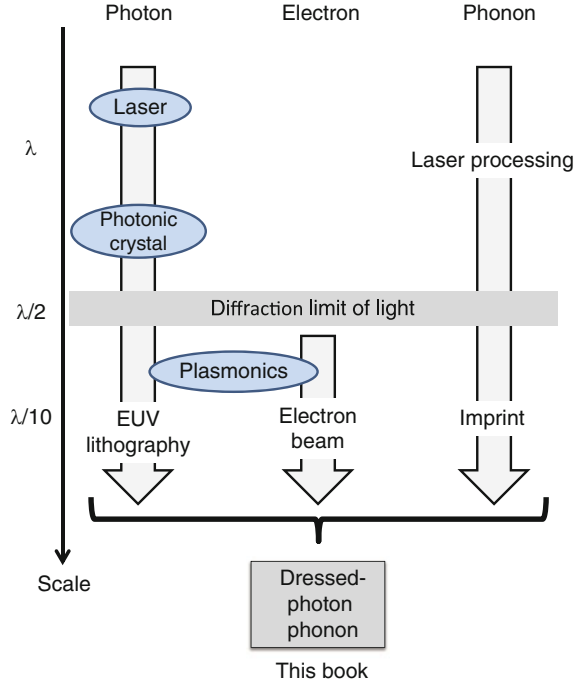 Photon Electron Phonon
Laser
λ
Laser processing
Photonic
crystal
λ/2
Diffraction limit of light
Plasmonics
λ/10
EUV
lithography
Electron
beam
Imprint
Scale
Dressed-
photon
phonon
This book